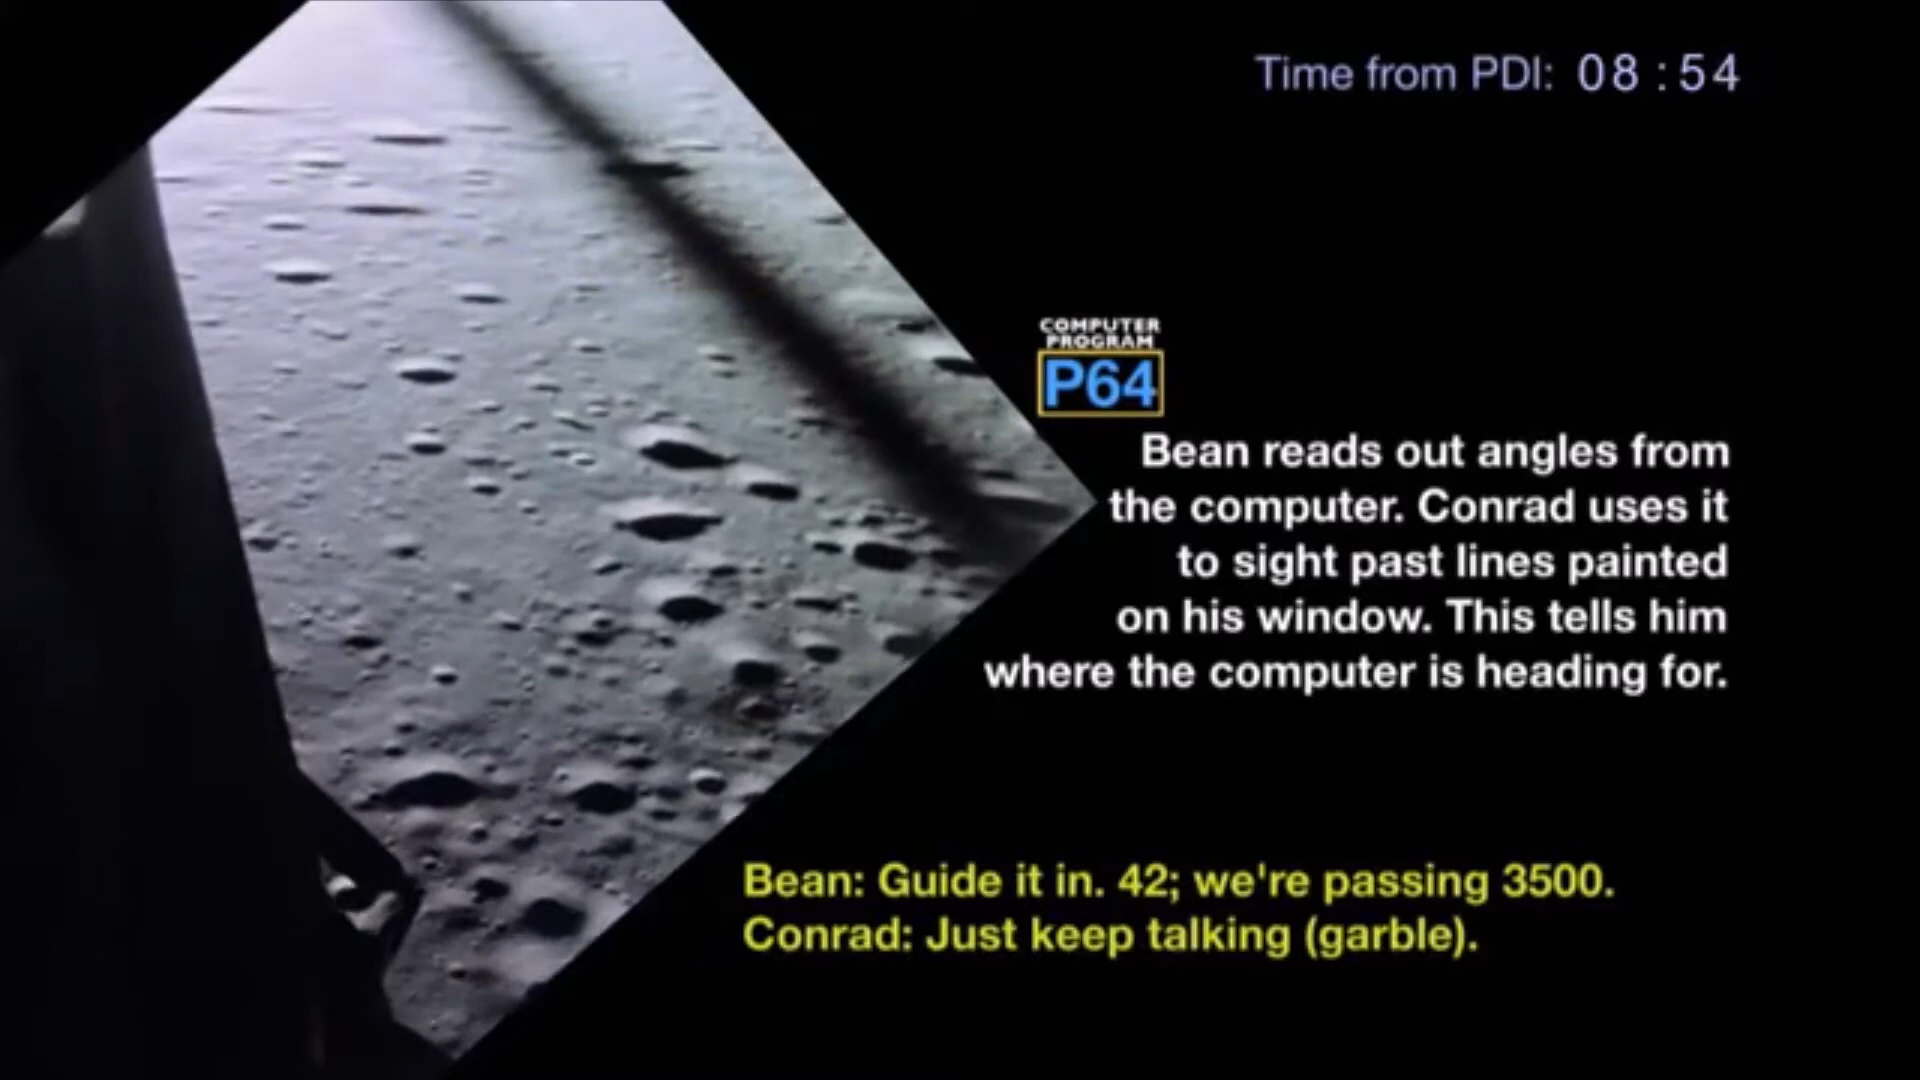 Time from PDI: 08:54
COMPUTER
PROGRAM
P64
Bean reads out angles from
the computer. Conrad uses it
to sight past lines painted
on his window. This tells him
where the computer is heading for.
Bean: Guide it in. 42; we're passing 3500.
Conrad: Just keep talking (garble).